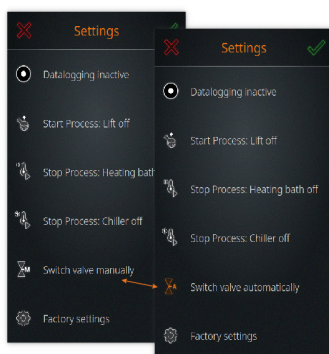 Settings
Datalogging inactive
Start Process: Lift off
Stop Process: Heating bath
Stop Process: Chiller off
M
Switch valve manually
Factory settings
Settings
Datalogging inactive
Start Process: Lift off
Stop Process: Heating bath off
Stop Process: Chiller off
A
Switch valve automatically
Factory settings